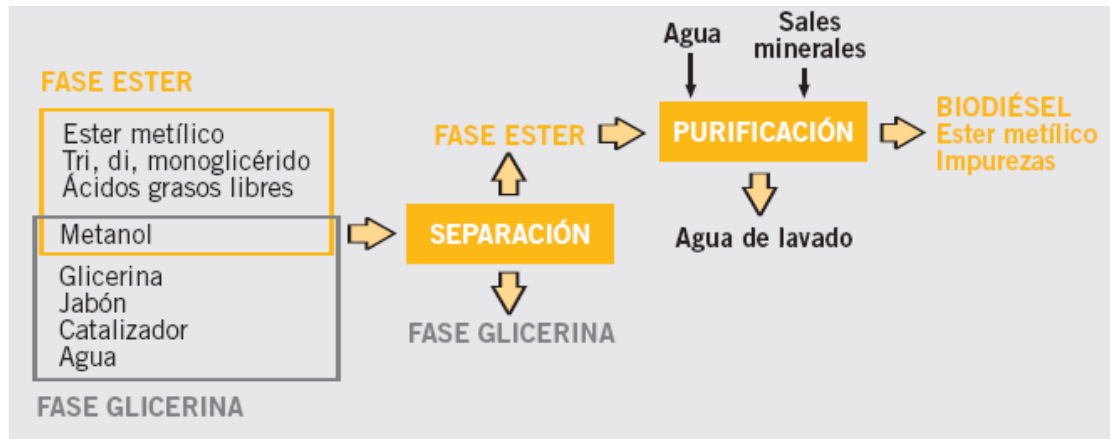 FASE ESTER
Ester metílico
Tri, di, monoglicérido
Ácidos grasos libres
Metanol
Glicerina
Jabón
Catalizador
Agua
FASE GLICERINA
SEPARACIÓN
FASE ESTER
FASE GLICERINA
Agua
Sales
minerales
PURIFICACIÓN
Agua de lavado
BIODIÉSEL
Ester metílico
Impurezas